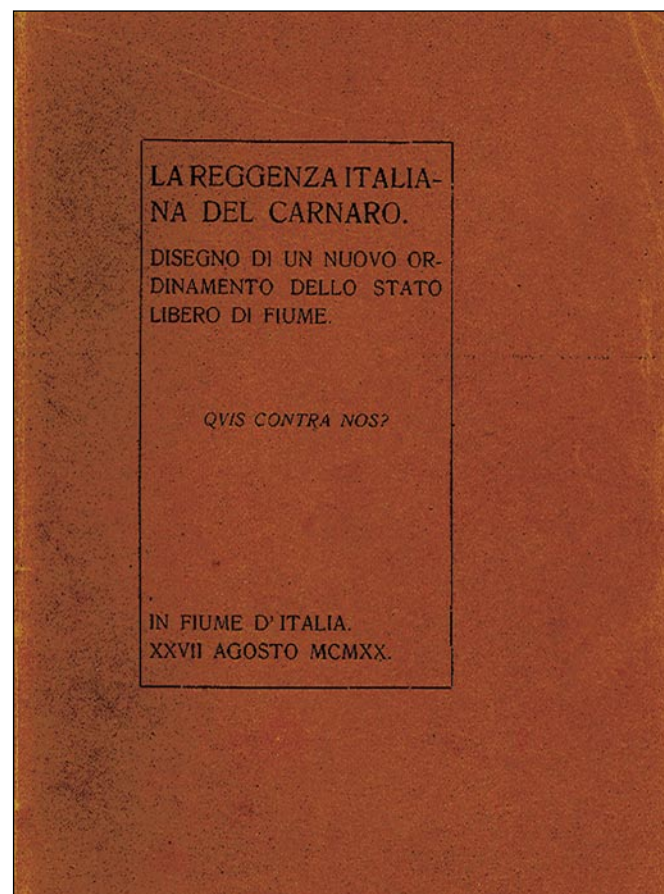 LA REGGENZA ITALIA-
NA DEL CARNARO.
DISEGNO DI UN NUOVO OR-
DINAMENTO DELLO STATO
LIBERO DI FIUME.
QVIS CONTRA NOS?
IN FIUME D'ITALIA.
XXVII AGOSTO MCMXX.